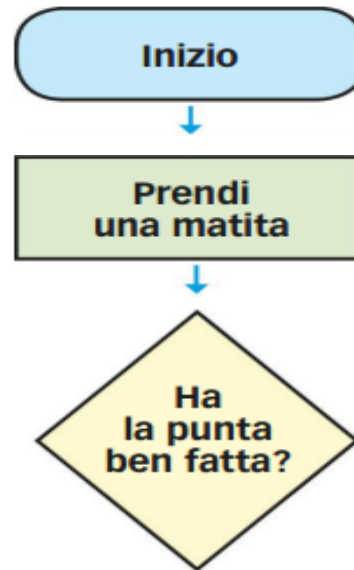 Inizio
Prendi
una matita
Ha
la punta
ben fatta?